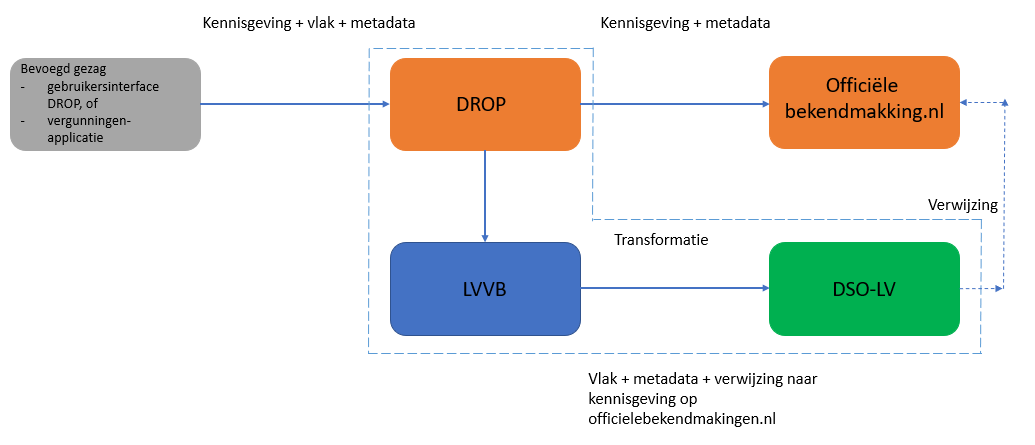 Kennisgeving + vlak + metadata
Kennisgeving + metadata
Bevoegd gezag
- gebruikersinterface
DROP, of
- vergunningen-
applicatie
DROP
Officiële
bekendmakking.nl
Verwijzing
Transformatie
LVVB
DSO-LV
Vlak + metadata + verwijzing naar
kennisgeving op
officielebekendmakingen.nl